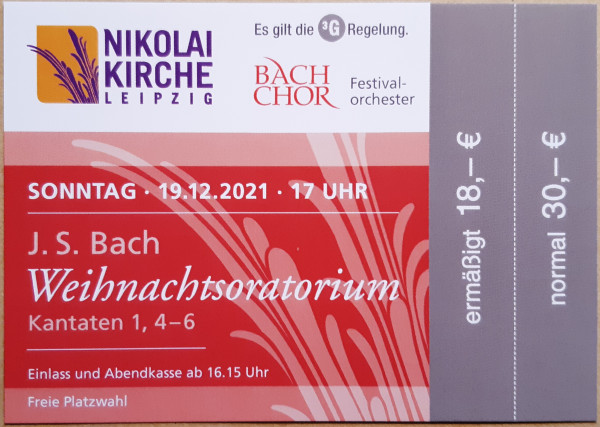 NIKOLAI
KIRCHE
LEIPZIG
Es gilt die 3G Regelung.
BACH
CHOR
Festival-
orchester
SONNTAG · 19.12.2021 · 17 UHR
J. S. Bach
Weihnachtsoratorium
Kantaten 1, 4–6
Einlass und Abendkasse ab 16.15 Uhr
Freie Platzwahl
ermäßigt 18,– €
normal 30,– €